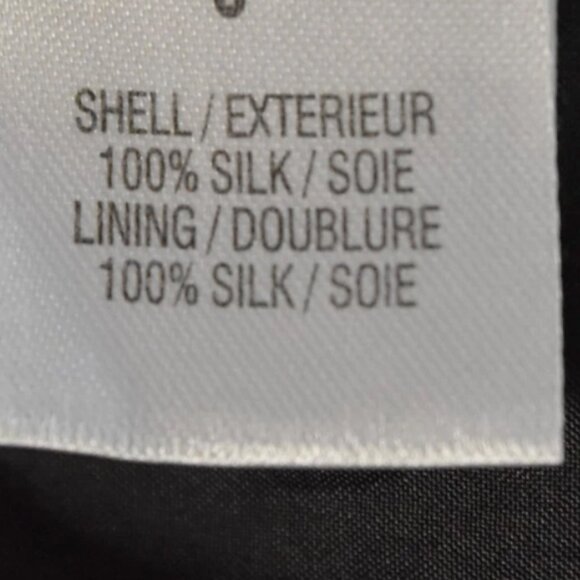 SHELL / EXTERIEUR
100% SILK / SOIE
LINING / DOUBLURE
100% SILK / SOIE